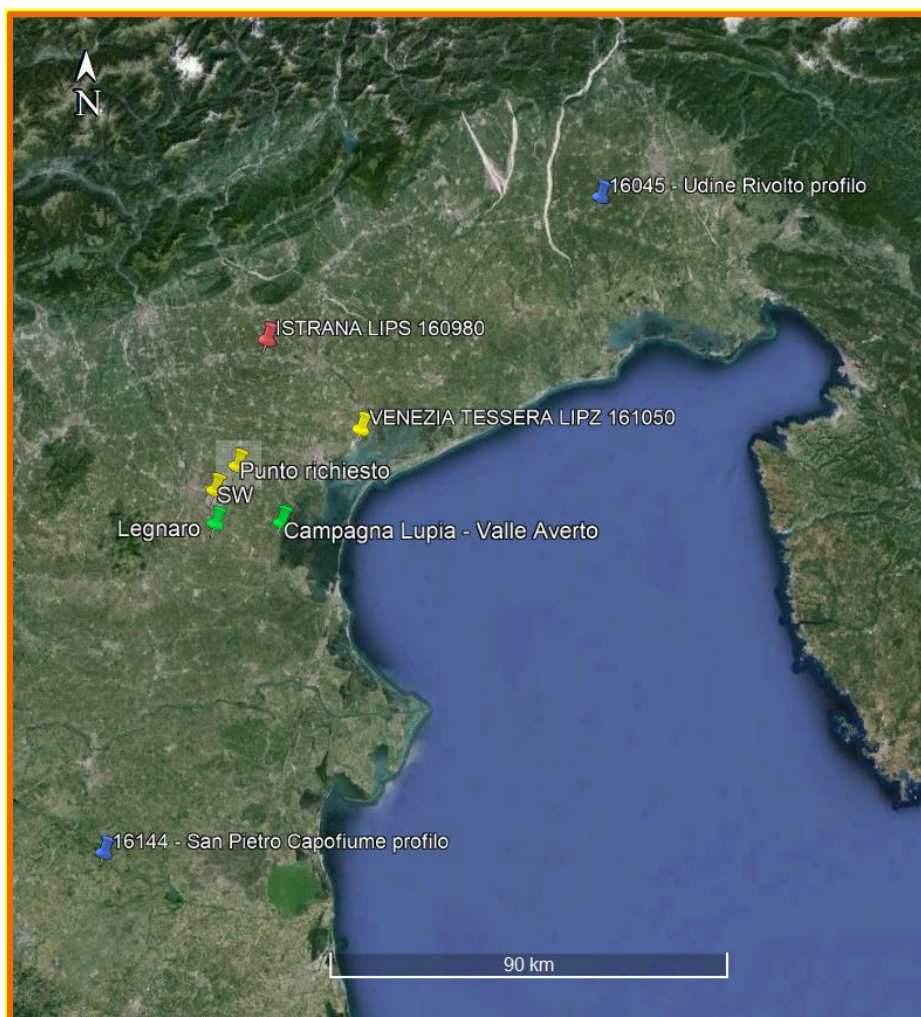 N
16045 - Udine Rivolto profilo
ISTRANA LIPS 160980
VENEZIA TESSERA LIPZ 161050
Punto richiesto
SW
Legnaro
Campagna Lupia - Valle Averto
16144 - San Pietro Capofiume profilo
90 km